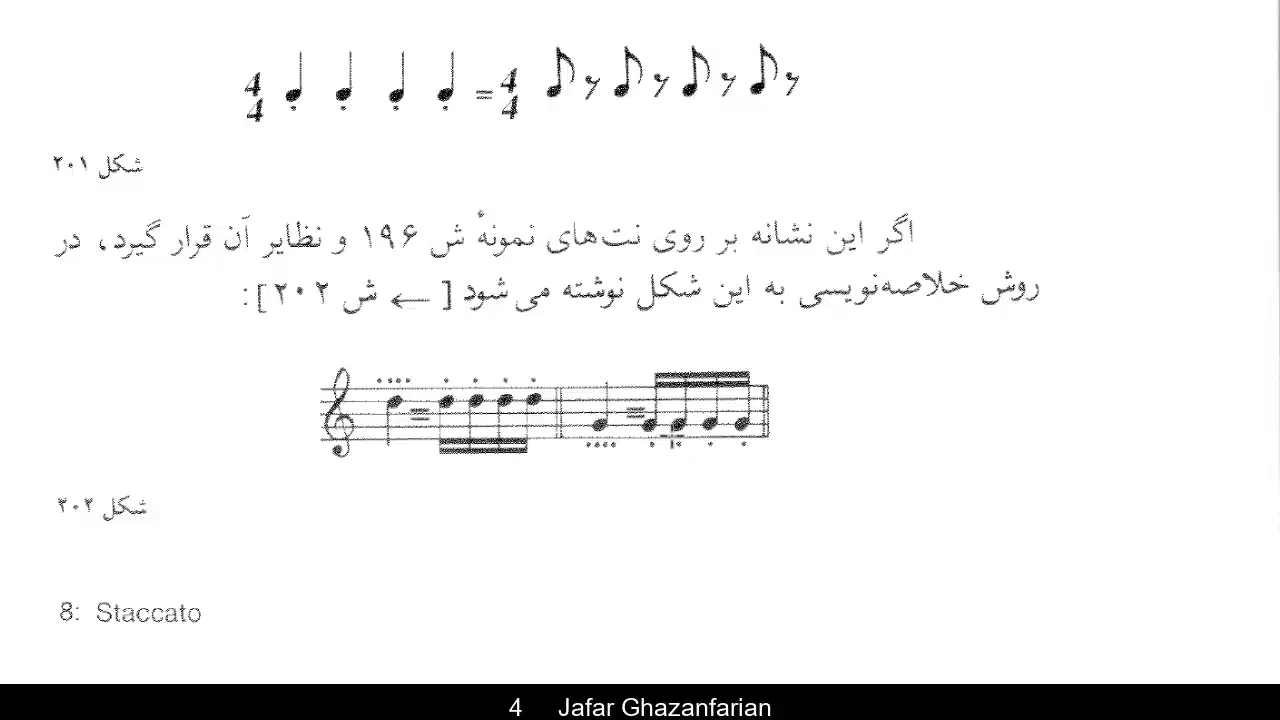 4/4 = 4/4
شکل ۲۰۱
اگر این نشانه بر روی نت‌های نمونهٔ ش ۱۹۶ و نظایر آن قرار گیرد، در
روش خلاصه‌نویسی به این شکل نوشته می‌شود [ ← ش ۲۰۲ ] :
= =
شکل ۲۰۲
8: Staccato
4 Jafar Ghazanfarian